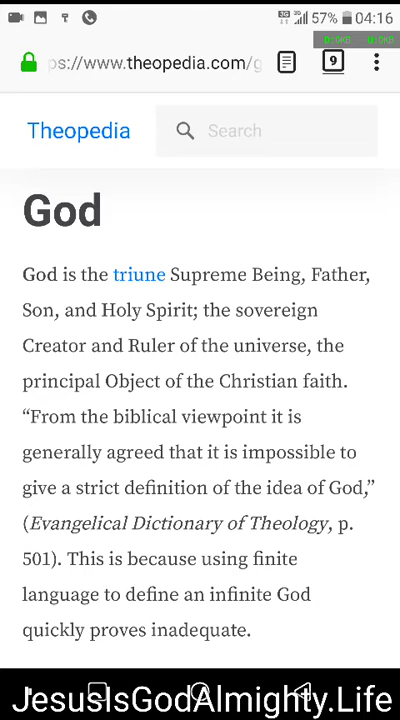 57% 04:16
ps://www.theopedia.com/g 9
Theopedia
Search
God
God is the triune Supreme Being, Father,
Son, and Holy Spirit; the sovereign
Creator and Ruler of the universe, the
principal Object of the Christian faith.
“From the biblical viewpoint it is
generally agreed that it is impossible to
give a strict definition of the idea of God,”
(Evangelical Dictionary of Theology, p.
501). This is because using finite
language to define an infinite God
quickly proves inadequate.
JesusIsGodAlmighty.Life